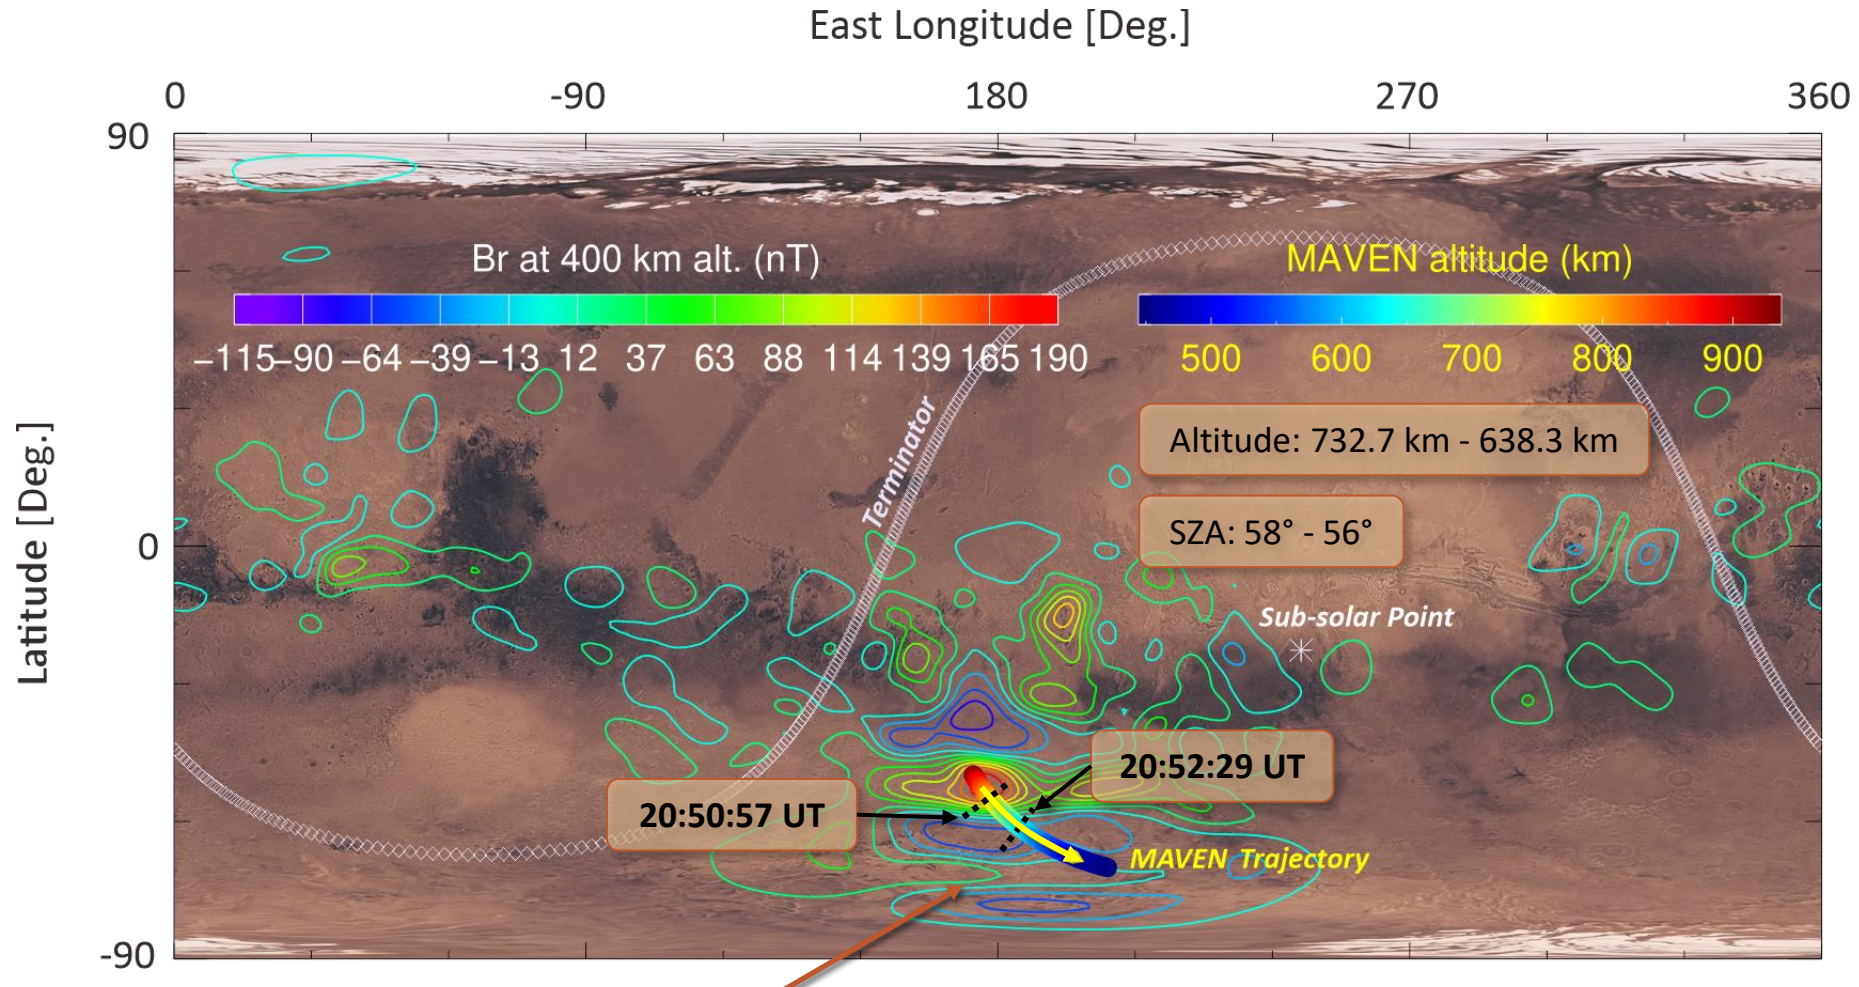 East Longitude [Deg.]
0 -90 180 270 360
90
Br at 400 km alt. (nT)
MAVEN altitude (km)
−115 −90 −64 −39 −13 12 37 63 88 114 139 165 190
500 600 700 800 900
Terminator
Altitude: 732.7 km - 638.3 km
Latitude [Deg.]
0
SZA: 58° - 56°
Sub-solar Point
20:52:29 UT
20:50:57 UT
MAVEN Trajectory
-90